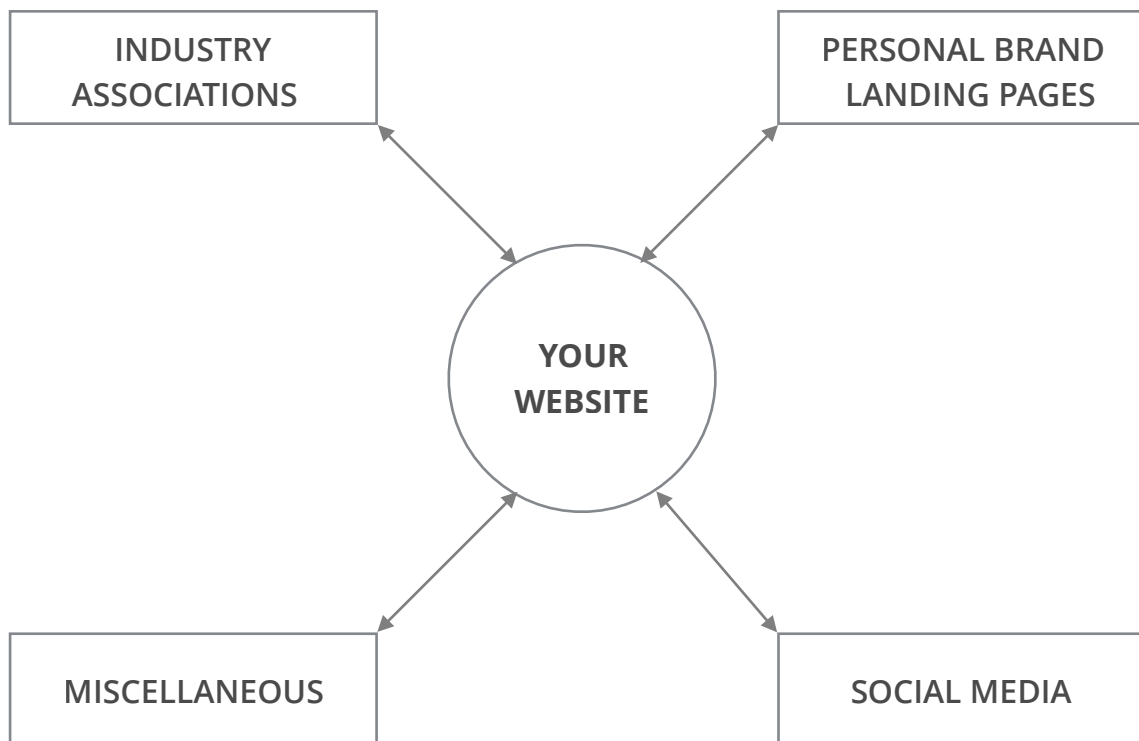 INDUSTRY
ASSOCIATIONS
PERSONAL BRAND
LANDING PAGES
YOUR
WEBSITE
MISCELLANEOUS
SOCIAL MEDIA